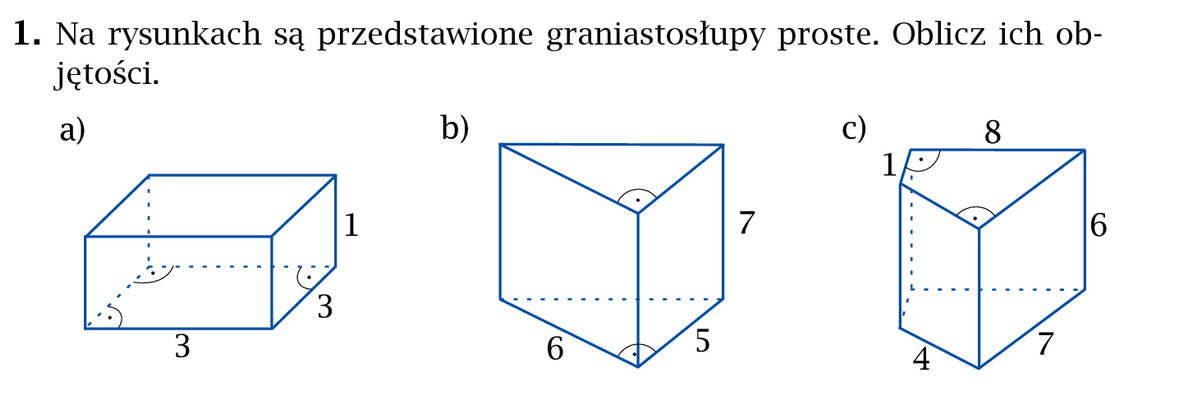 1. Na rysunkach są przedstawione graniastosłupy proste. Oblicz ich ob-
jętości.
a)
1
3
3
b)
7
6
5
c)
8
1
6
4
7